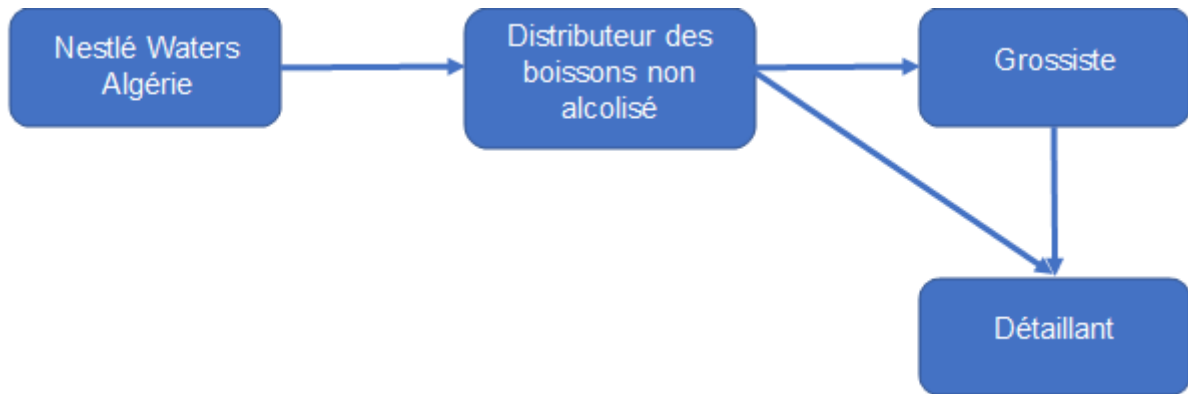 Nestlé Waters
Algérie
Distributeur des
boissons non
alcolisé
Grossiste
Détaillant